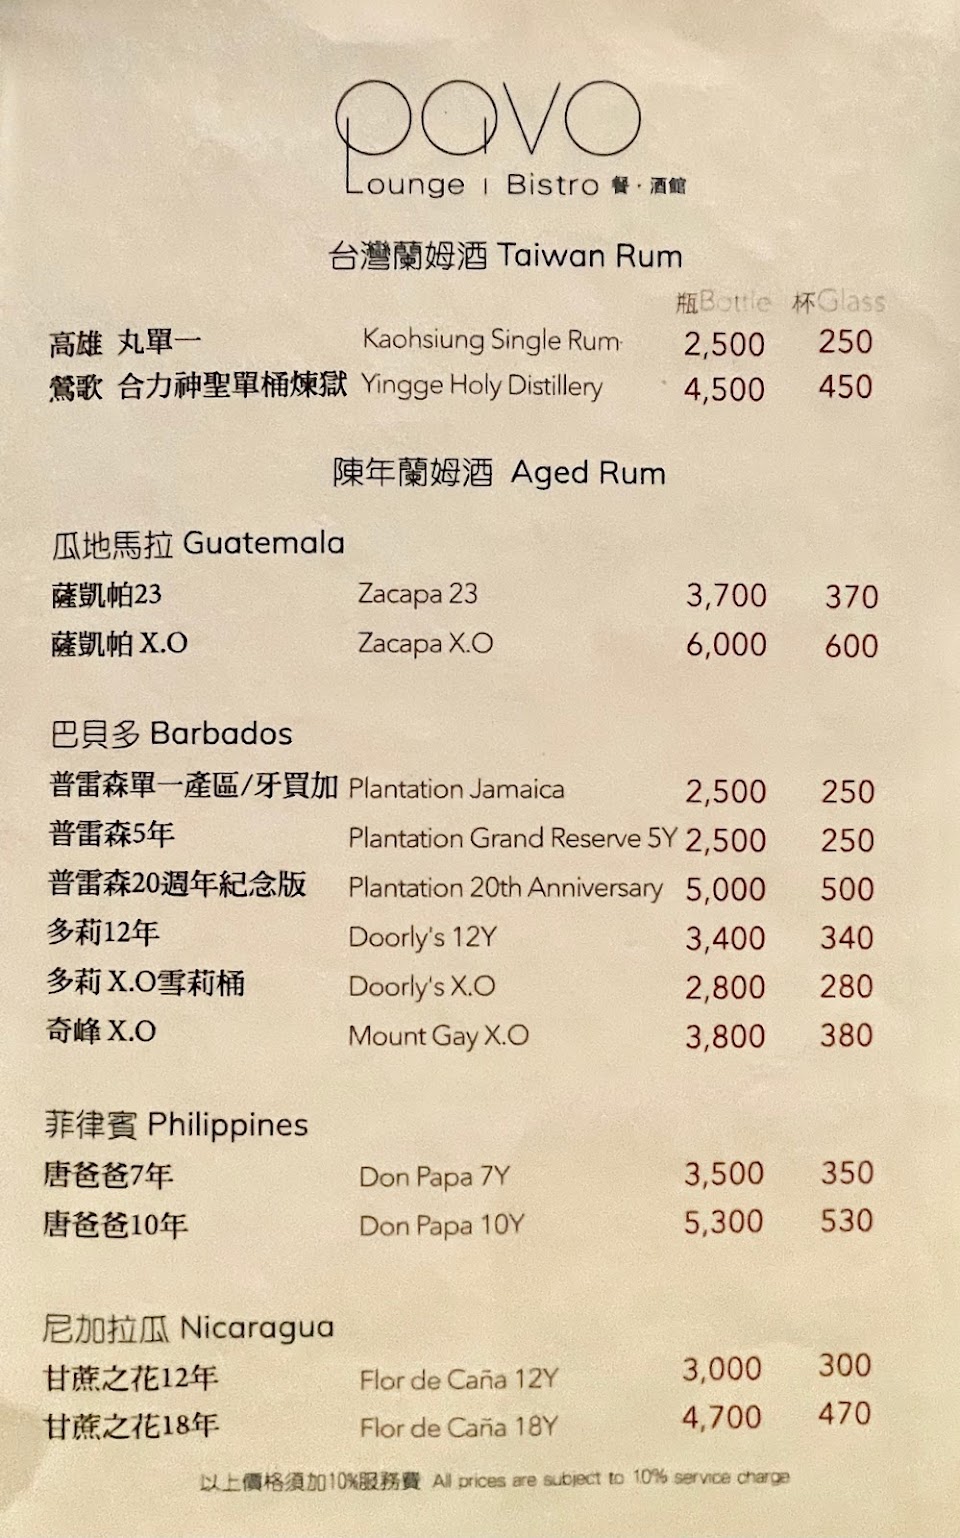 pavo
Lounge | Bistro 餐·酒館
台灣蘭姆酒 Taiwan Rum
瓶Bottle 杯Glass
高雄 丸單一 Kaohsiung Single Rum 2,500 250
鶯歌 合力神聖單桶煉獄 Yingge Holy Distillery 4,500 450
陳年蘭姆酒 Aged Rum
瓜地馬拉 Guatemala
薩凱帕23 Zacapa 23 3,700 370
薩凱帕 X.O Zacapa X.O 6,000 600
巴貝多 Barbados
普雷森單一產區/牙買加 Plantation Jamaica 2,500 250
普雷森5年 Plantation Grand Reserve 5Y 2,500 250
普雷森20週年紀念版 Plantation 20th Anniversary 5,000 500
多莉12年 Doorly's 12Y 3,400 340
多莉 X.O雪莉桶 Doorly's X.O 2,800 280
奇峰 X.O Mount Gay X.O 3,800 380
菲律賓 Philippines
唐爸爸7年 Don Papa 7Y 3,500 350
唐爸爸10年 Don Papa 10Y 5,300 530
尼加拉瓜 Nicaragua
甘蔗之花12年 Flor de Caña 12Y 3,000 300
甘蔗之花18年 Flor de Caña 18Y 4,700 470
以上價格須加10%服務費 All prices are subject to 10% service charge